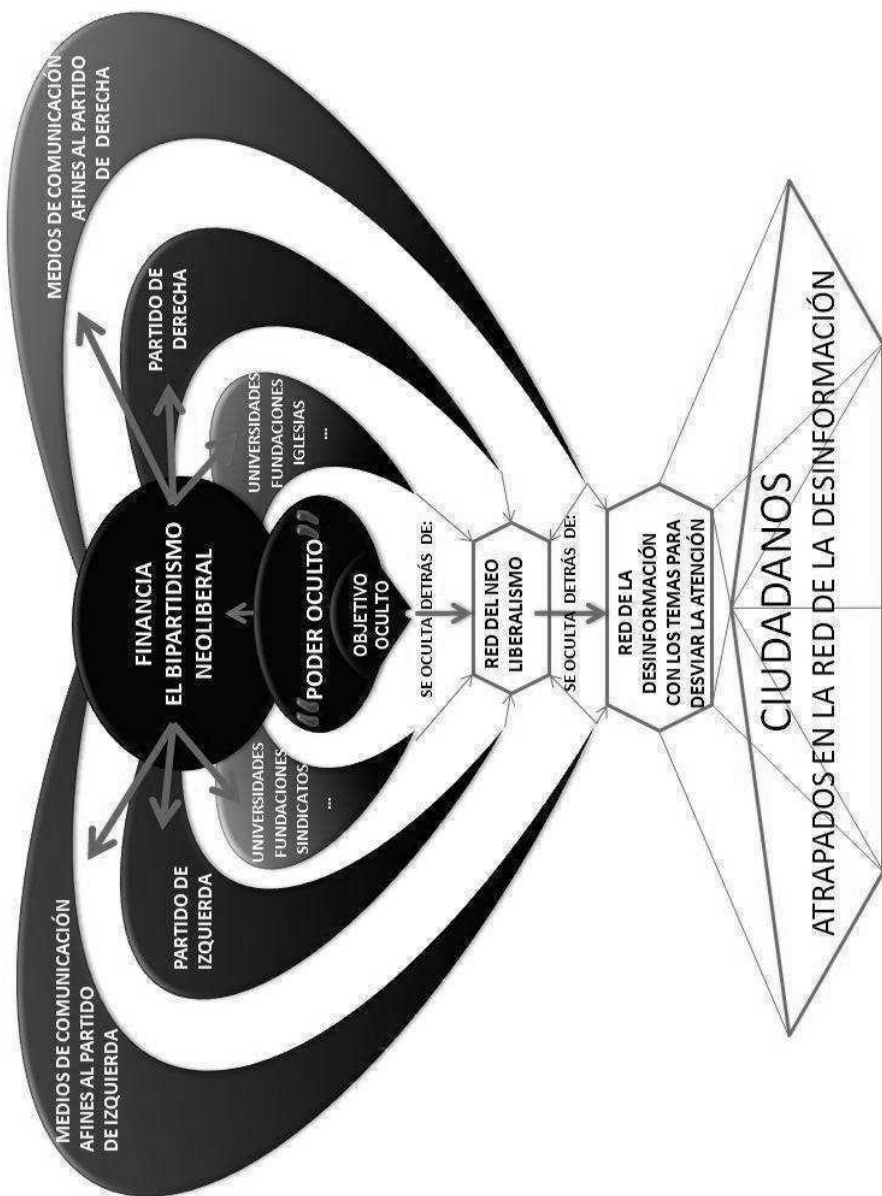 MEDIOS DE COMUNICACIÓN
AFINES AL PARTIDO
DE IZQUIERDA
MEDIOS DE COMUNICACIÓN
AFINES AL PARTIDO
DE DERECHA
PARTIDO DE
IZQUIERDA
FINANCIA
EL BIPARTIDISMO
NEOLIBERAL
PARTIDO DE
DERECHA
UNIVERSIDADES
FUNDACIONES
SINDICATOS
...
"PODER OCULTO"
OBJETIVO
OCULTO
UNIVERSIDADES
FUNDACIONES
IGLESIAS
...
SE OCULTA DETRÁS DE:
RED DEL NEO
LIBERALISMO
SE OCULTA DETRÁS DE:
RED DE LA
DESINFORMACIÓN
CON LOS TEMAS PARA
DESVIAR LA ATENCIÓN
CIUDADANOS
ATRAPADOS EN LA RED DE LA DESINFORMACIÓN